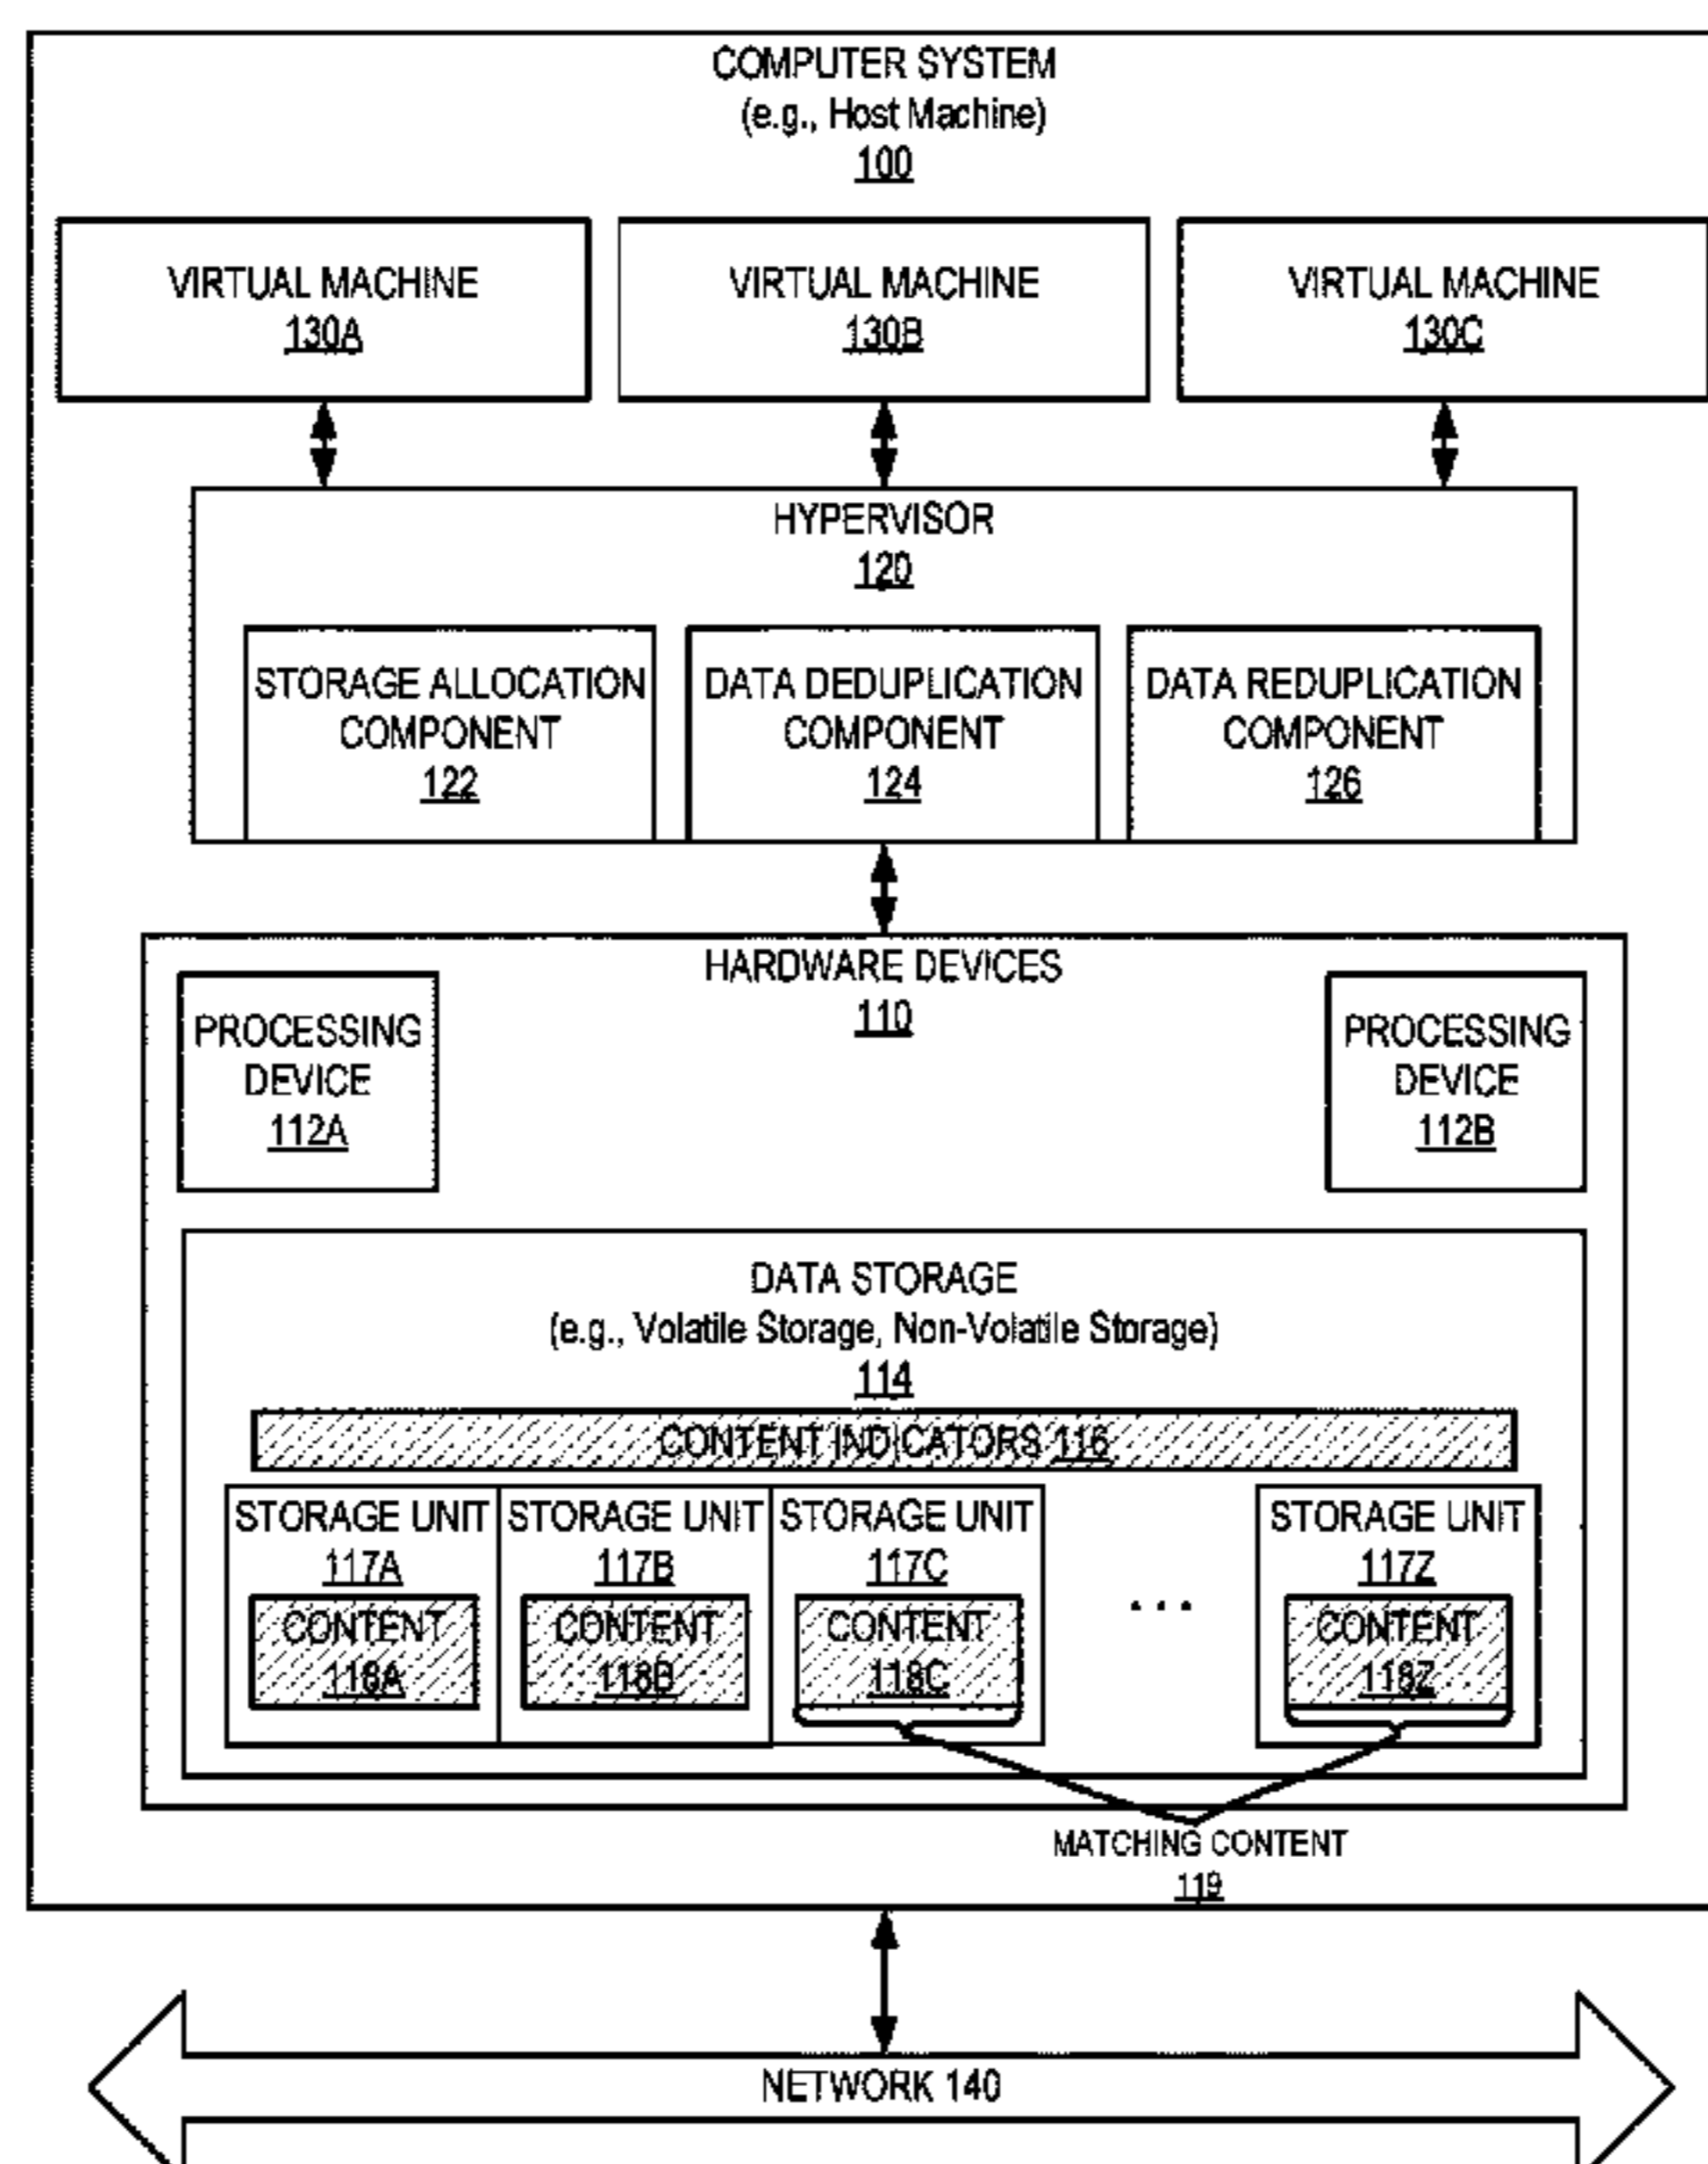 COMPUTER SYSTEM
(e.g., Host Machine)
100
VIRTUAL MACHINE
130A
VIRTUAL MACHINE
130B
VIRTUAL MACHINE
130C
HYPERVISOR
120
STORAGE ALLOCATION
COMPONENT
122
DATA DEDUPLICATION
COMPONENT
124
DATA REDUPLICATION
COMPONENT
126
HARDWARE DEVICES
110
PROCESSING
DEVICE
112A
PROCESSING
DEVICE
112B
DATA STORAGE
(e.g., Volatile Storage, Non-Volatile Storage)
114
CONTENT INDICATORS 116
STORAGE UNIT
117A
CONTENT
118A
STORAGE UNIT
117B
CONTENT
118B
STORAGE UNIT
117C
CONTENT
118C
. . .
STORAGE UNIT
117Z
CONTENT
118Z
MATCHING CONTENT
119
NETWORK 140